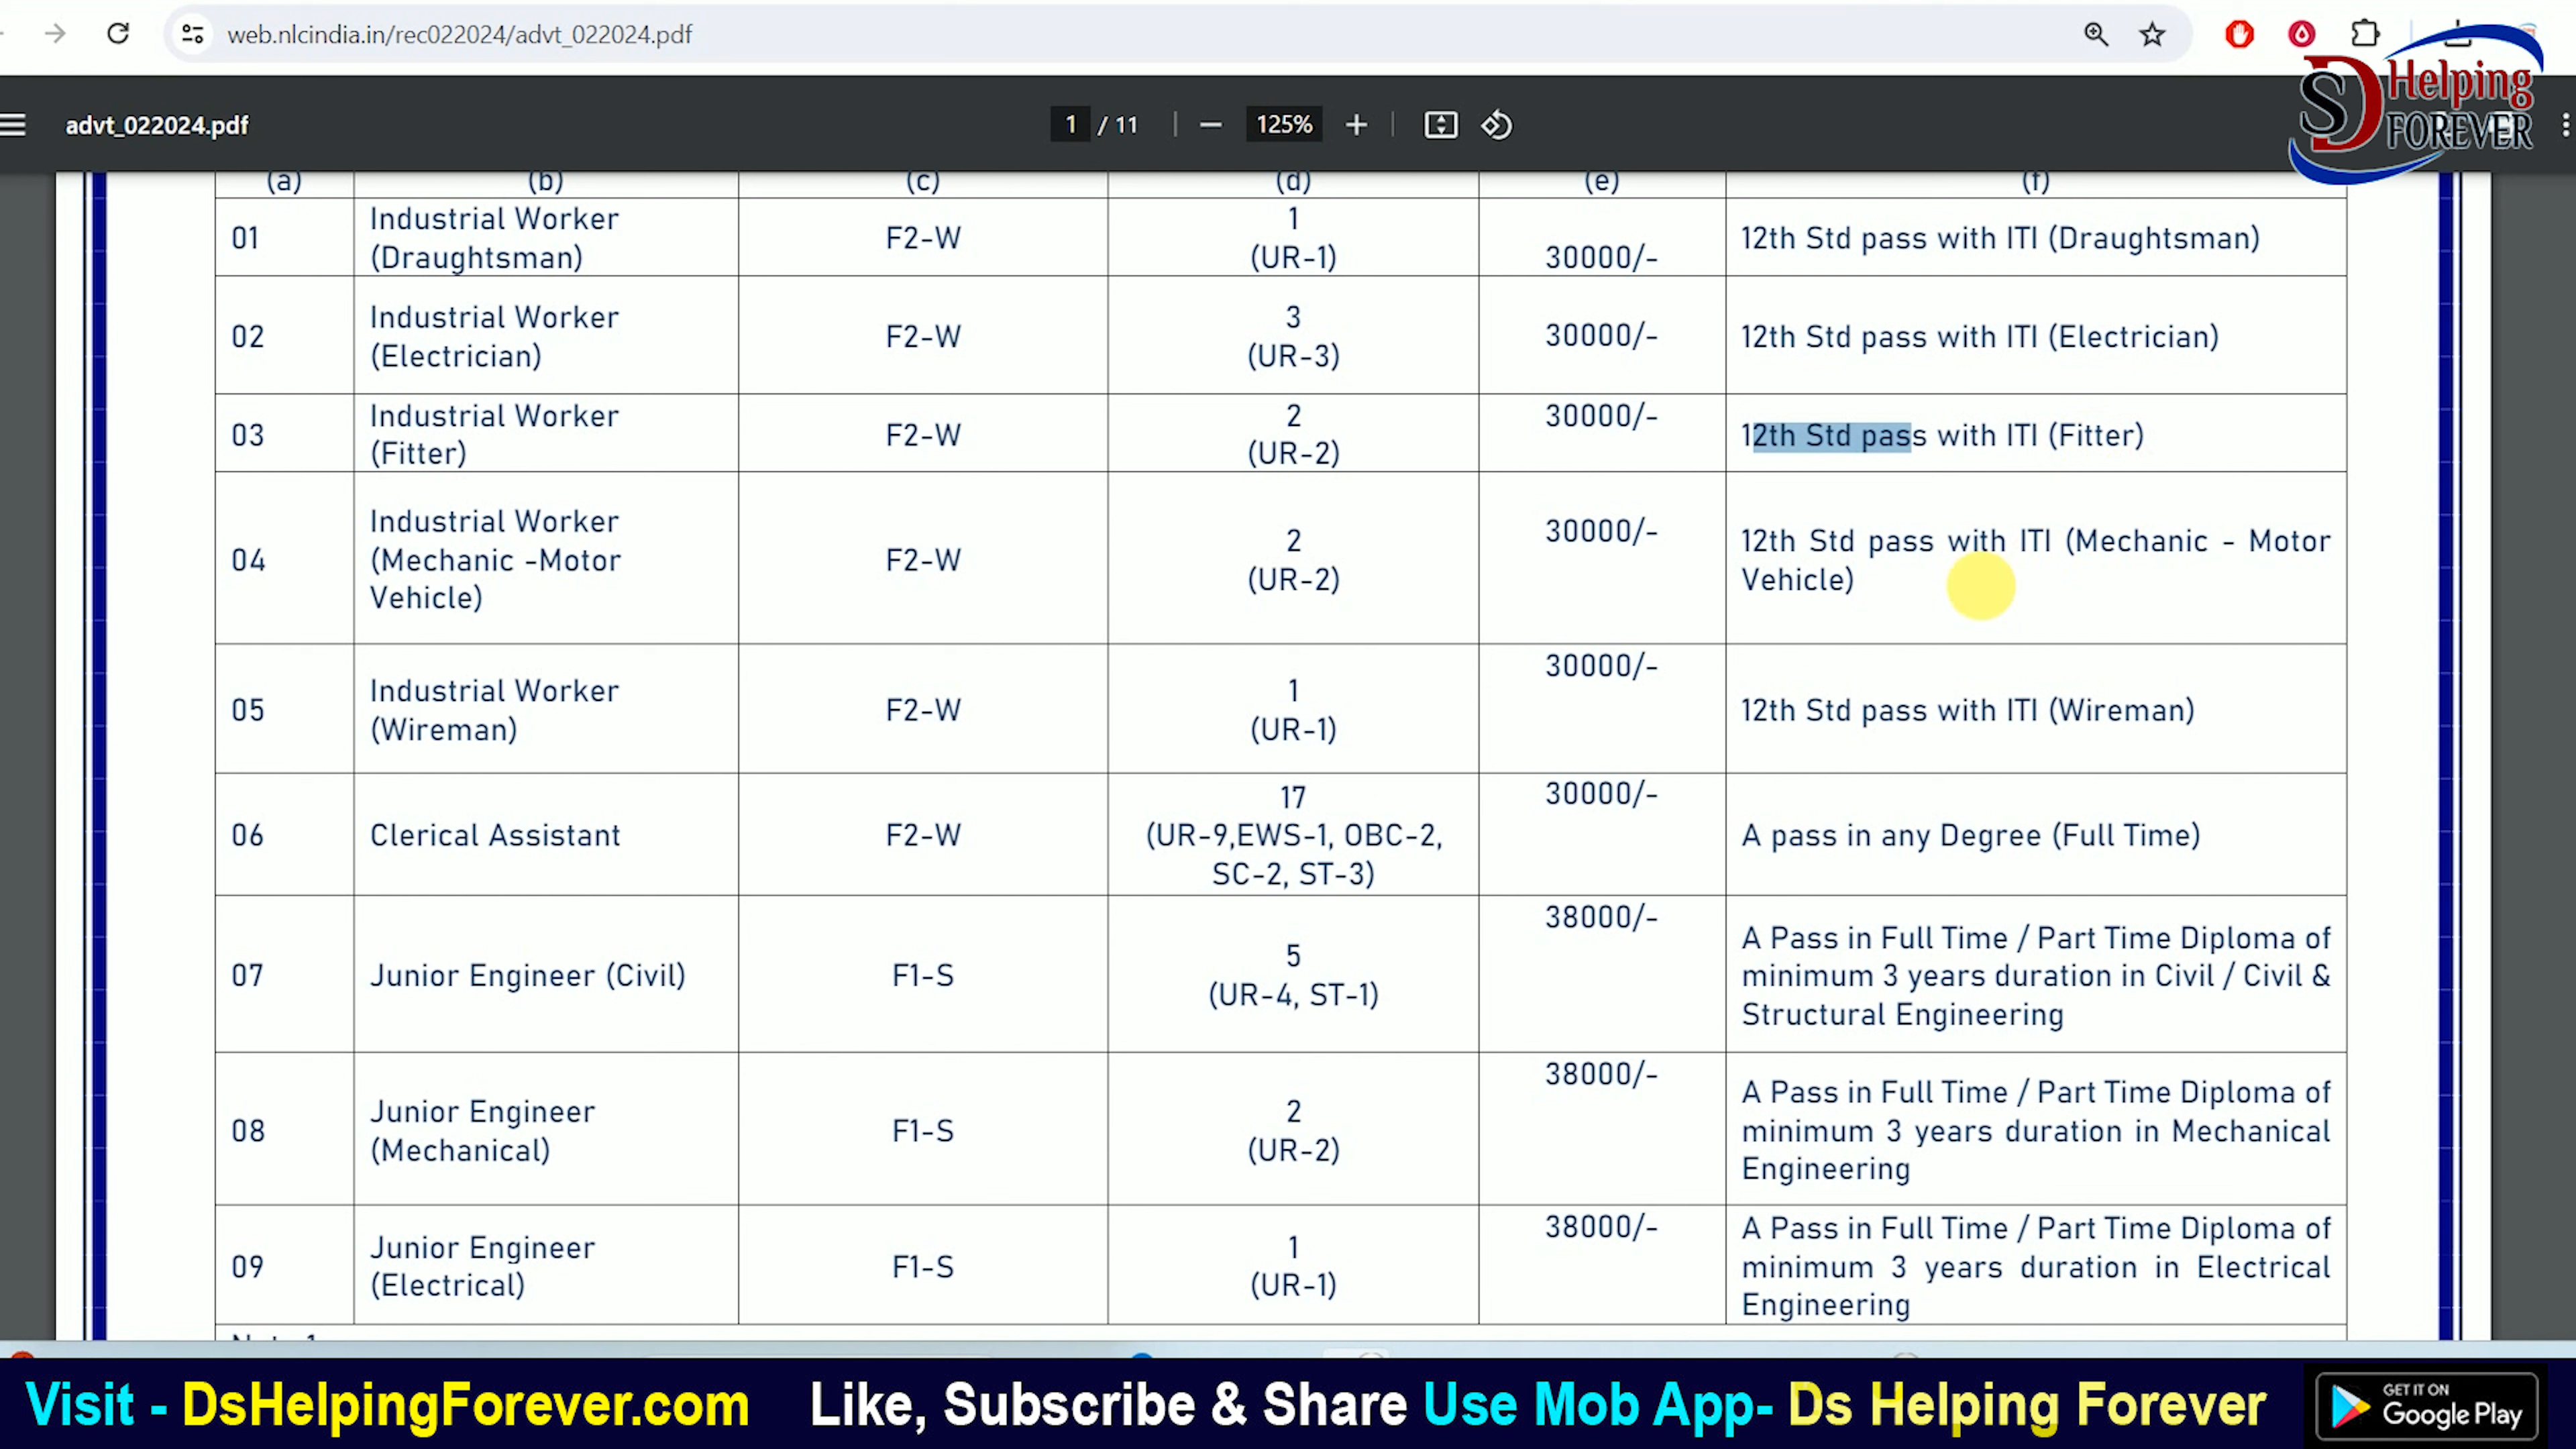 web.nlcindia.in/rec022024/advt_022024.pdf
SD Helping
FOREVER
advt_022024.pdf
1 / 11
125%
(a) (b) (c) (d) (e) (f)
01
Industrial Worker
(Draughtsman)
F2-W
1
(UR-1)
30000/-
12th Std pass with ITI (Draughtsman)
02
Industrial Worker
(Electrician)
F2-W
3
(UR-3)
30000/-
12th Std pass with ITI (Electrician)
03
Industrial Worker
(Fitter)
F2-W
2
(UR-2)
30000/-
12th Std pass with ITI (Fitter)
04
Industrial Worker
(Mechanic -Motor
Vehicle)
F2-W
2
(UR-2)
30000/-
12th Std pass with ITI (Mechanic - Motor
Vehicle)
05
Industrial Worker
(Wireman)
F2-W
1
(UR-1)
30000/-
12th Std pass with ITI (Wireman)
06
Clerical Assistant
F2-W
17
(UR-9,EWS-1, OBC-2,
SC-2, ST-3)
30000/-
A pass in any Degree (Full Time)
07
Junior Engineer (Civil)
F1-S
5
(UR-4, ST-1)
38000/-
A Pass in Full Time / Part Time Diploma of
minimum 3 years duration in Civil / Civil &
Structural Engineering
08
Junior Engineer
(Mechanical)
F1-S
2
(UR-2)
38000/-
A Pass in Full Time / Part Time Diploma of
minimum 3 years duration in Mechanical
Engineering
09
Junior Engineer
(Electrical)
F1-S
1
(UR-1)
38000/-
A Pass in Full Time / Part Time Diploma of
minimum 3 years duration in Electrical
Engineering
Visit - DsHelpingForever.com Like, Subscribe & Share Use Mob App- Ds Helping Forever
GET IT ON
Google Play